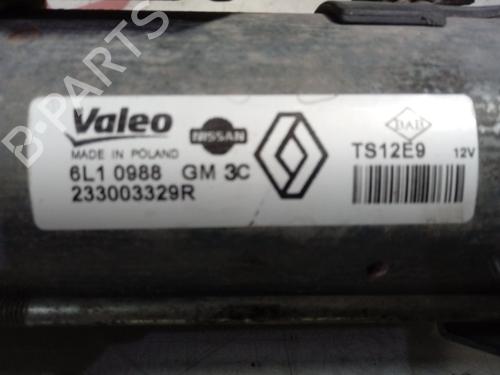 B-PARTS
Valeo
NISSAN
MADE IN POLAND
6L1 0988 GM 3C
233003329R
TS12E9 12V